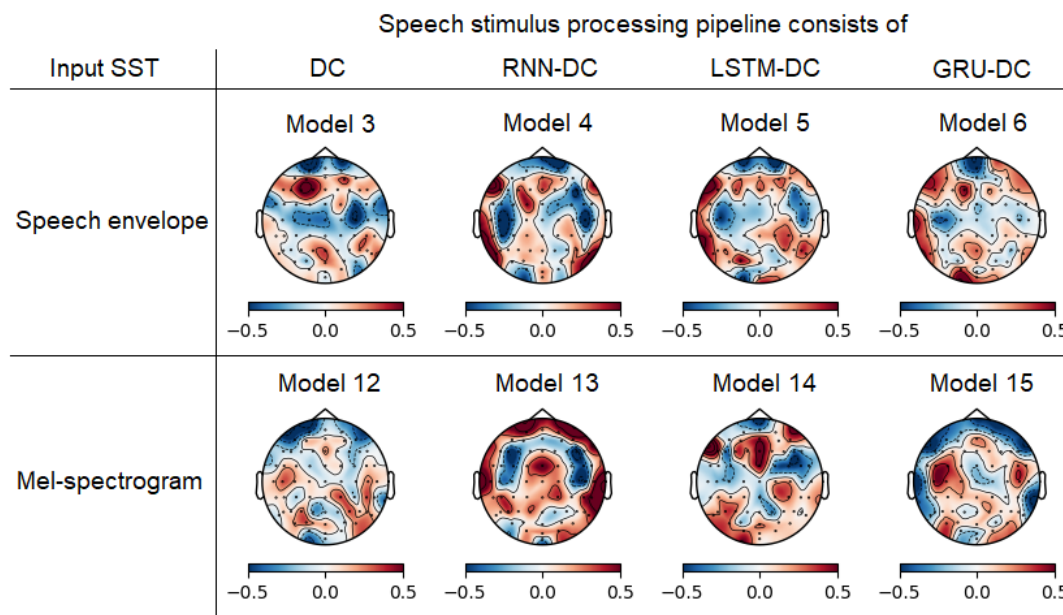 Speech stimulus processing pipeline consists of
Input SST DC RNN-DC LSTM-DC GRU-DC
Model 3 Model 4 Model 5 Model 6
Speech envelope
−0.5 0.0 0.5 −0.5 0.0 0.5 −0.5 0.0 0.5 −0.5 0.0 0.5
Model 12 Model 13 Model 14 Model 15
Mel-spectrogram
−0.5 0.0 0.5 −0.5 0.0 0.5 −0.5 0.0 0.5 −0.5 0.0 0.5